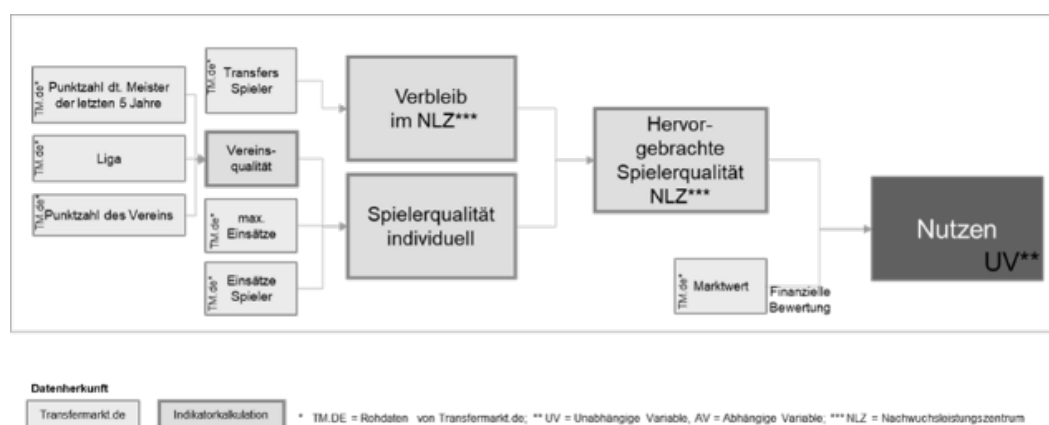 TM.de*
Punktzahl dt. Meister
der letzten 5 Jahre
TM.de*
Liga
TM.de*
Punktzahl des Vereins
TM.de*
Transfers
Spieler
Vereins-
qualität
TM.de*
max.
Einsätze
TM.de*
Einsätze
Spieler
Verbleib
im NLZ***
Spielerqualität
individuell
Hervor-
gebrachte
Spielerqualität
NLZ***
TM.de*
Marktwert
Finanzielle
Bewertung
Nutzen
UV**
Datenherkunft
Transfermarkt.de
Indikatorkalkulation
* TM.DE = Rohdaten von Transfermarkt.de; ** UV = Unabhängige Variable, AV = Abhängige Variable; *** NLZ = Nachwuchsleistungszentrum